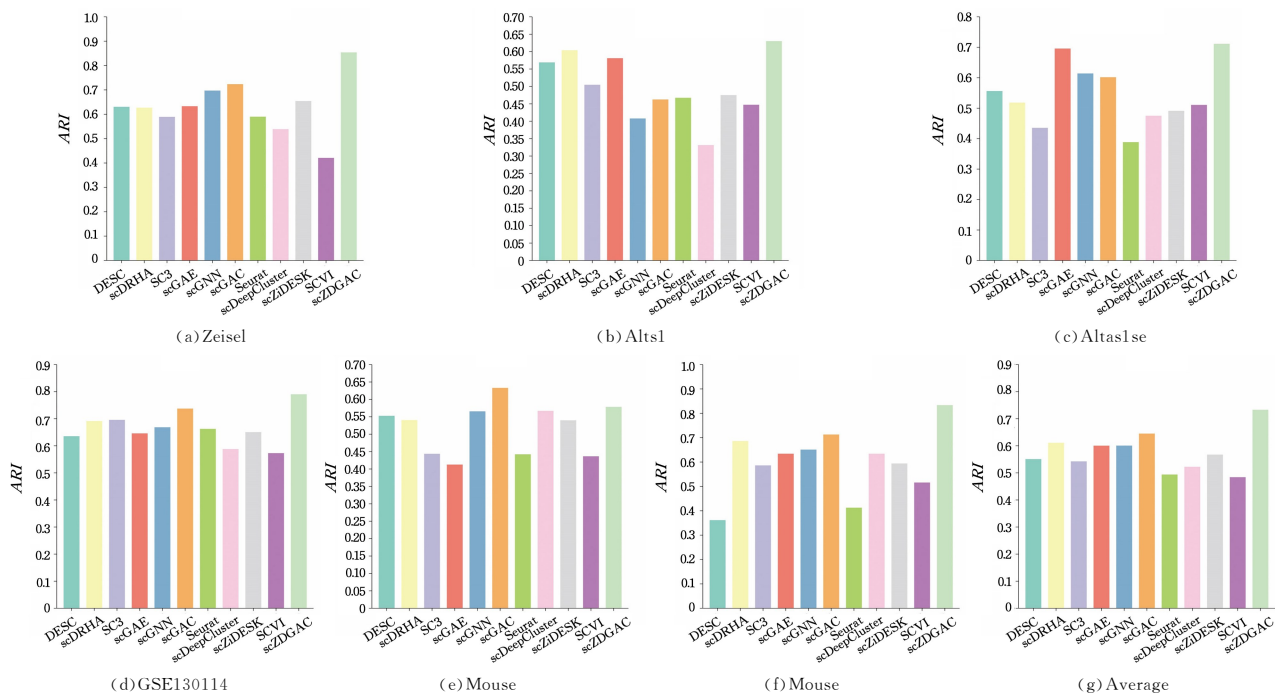 1.0
0.9
0.8
0.7
0.6
0.5
0.4
0.3
0.2
0.1
0
ARI
DESC
scDRHA
SC3
scGAE
scGNN
scGAC
Seurat
scDeepCluster
scZiDESK
SCVI
scZDGAC
(a)Zeisel
0.70
0.65
0.60
0.55
0.50
0.45
0.40
0.35
0.30
0.25
0.20
0.15
0.10
0.05
0
ARI
DESC
scDRHA
SC3
scGAE
scGNN
scGAC
Seurat
scDeepCluster
scZiDESK
SCVI
scZDGAC
(b)Alts1
0.8
0.7
0.6
0.5
0.4
0.3
0.2
0.1
0
ARI
DESC
scDRHA
SC3
scGAE
scGNN
scGAC
Seurat
scDeepCluster
scZiDESK
SCVI
scZDGAC
(c)Altas1se
0.9
0.8
0.7
0.6
0.5
0.4
0.3
0.2
0.1
0
ARI
DESC
scDRHA
SC3
scGAE
scGNN
scGAC
Seurat
scDeepCluster
scZiDESK
SCVI
scZDGAC
(d)GSE130114
0.70
0.65
0.60
0.55
0.50
0.45
0.40
0.35
0.30
0.25
0.20
0.15
0.10
0.05
0
ARI
DESC
scDRHA
SC3
scGAE
scGNN
scGAC
Seurat
scDeepCluster
scZiDESK
SCVI
scZDGAC
(e)Mouse
1.0
0.9
0.8
0.7
0.6
0.5
0.4
0.3
0.2
0.1
0
ARI
DESC
scDRHA
SC3
scGAE
scGNN
scGAC
Seurat
scDeepCluster
scZiDESK
SCVI
scZDGAC
(f)Mouse
0.9
0.8
0.7
0.6
0.5
0.4
0.3
0.2
0.1
0
ARI
DESC
scDRHA
SC3
scGAE
scGNN
scGAC
Seurat
scDeepCluster
scZiDESK
SCVI
scZDGAC
(g)Average